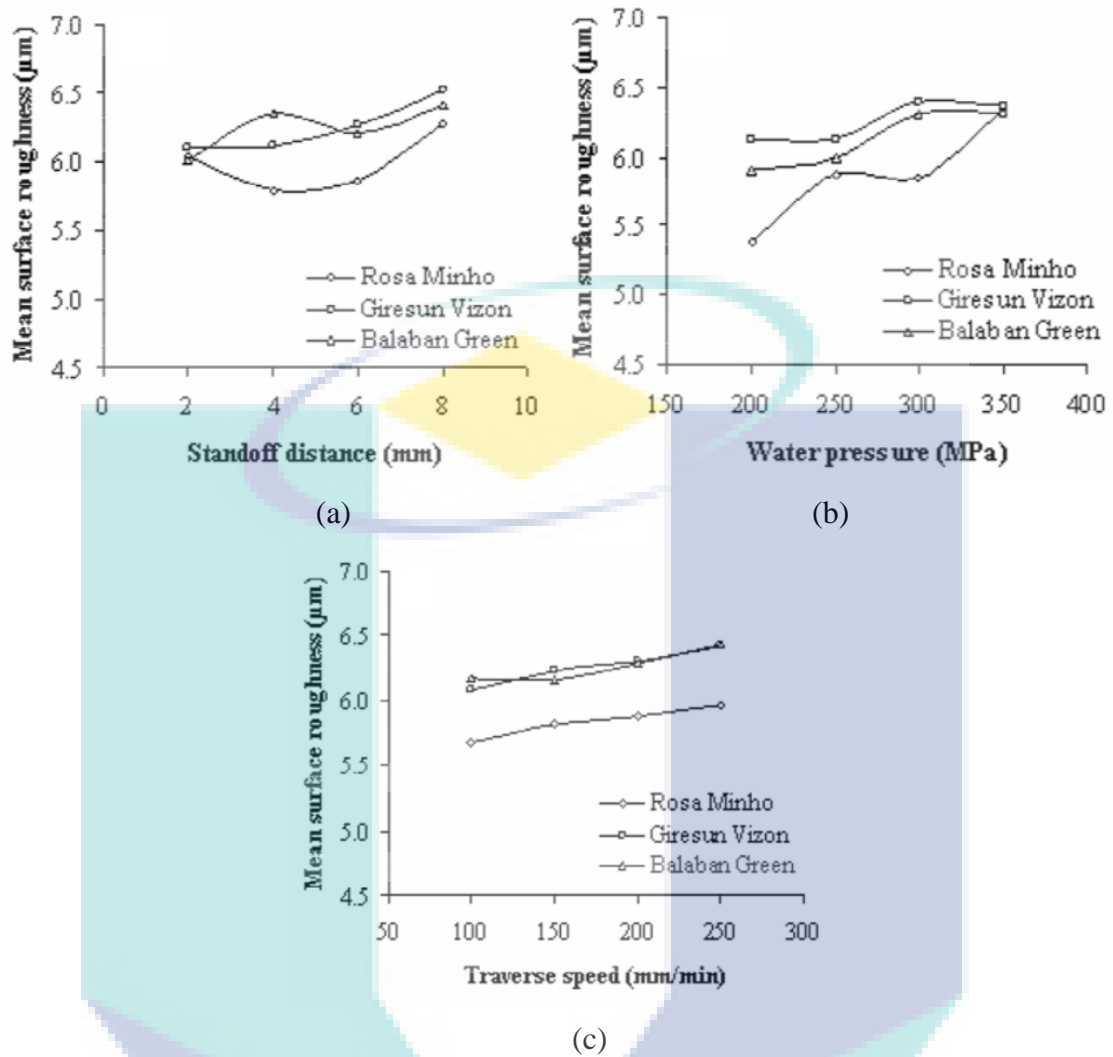 Mean surface roughness (µm)
7.0
6.5
6.0
5.5
5.0
4.5
0 2 4 6 8 10
Rosa Minho
Giresun Vizon
Balaban Green
Standoff distance (mm)
(a)
Mean surface roughness (µm)
7.0
6.5
6.0
5.5
5.0
4.5
150 200 250 300 350 400
Rosa Minho
Giresun Vizon
Balaban Green
Water pressure (MPa)
(b)
Mean surface roughness (µm)
7.0
6.5
6.0
5.5
5.0
4.5
50 100 150 200 250 300
Rosa Minho
Giresun Vizon
Balaban Green
Traverse speed (mm/min)
(c)